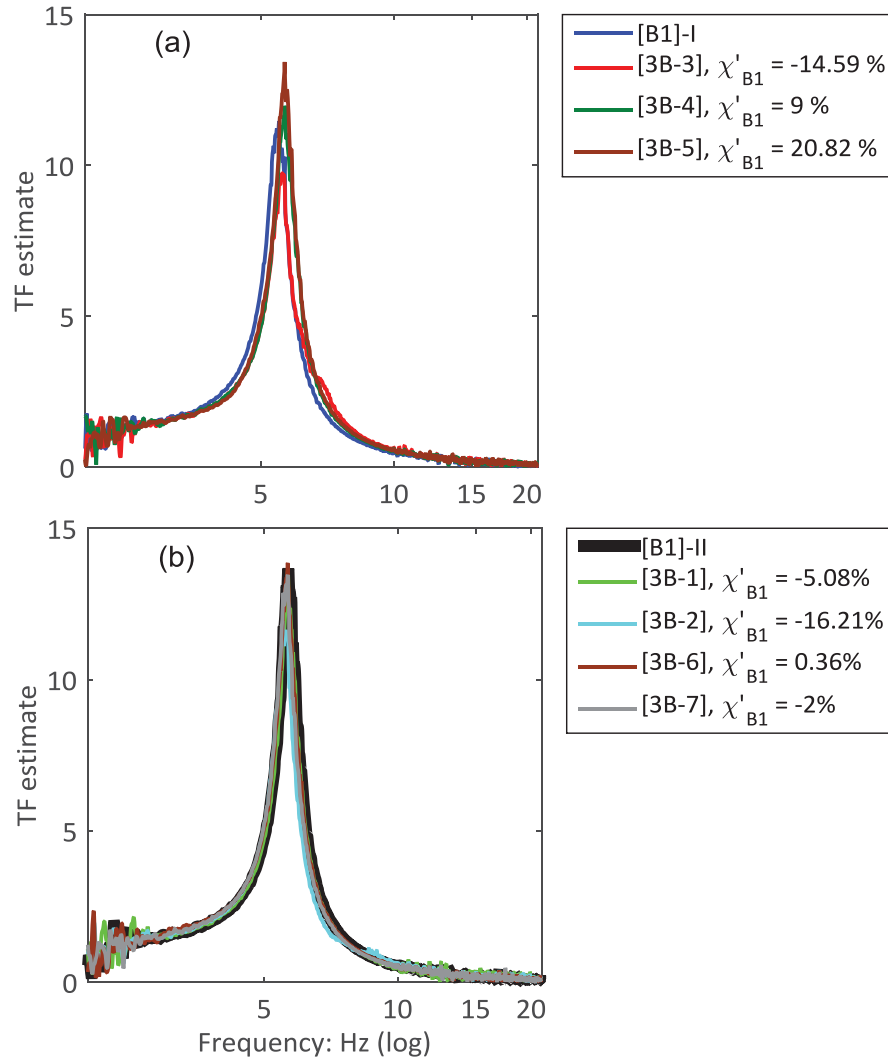 15
10
5
0
TF estimate
(a)
5
10
15
20
[B1]-I
[3B-3], χ'B1 = -14.59 %
[3B-4], χ'B1 = 9 %
[3B-5], χ'B1 = 20.82 %
15
10
5
0
TF estimate
(b)
5
10
15
20
Frequency: Hz (log)
[B1]-II
[3B-1], χ'B1 = -5.08%
[3B-2], χ'B1 = -16.21%
[3B-6], χ'B1 = 0.36%
[3B-7], χ'B1 = -2%